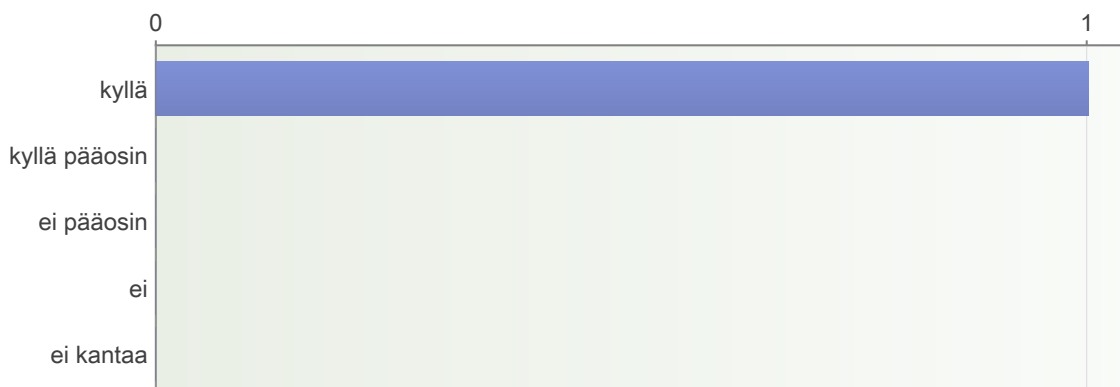 0 1
kyllä
kyllä pääosin
ei pääosin
ei
ei kantaa